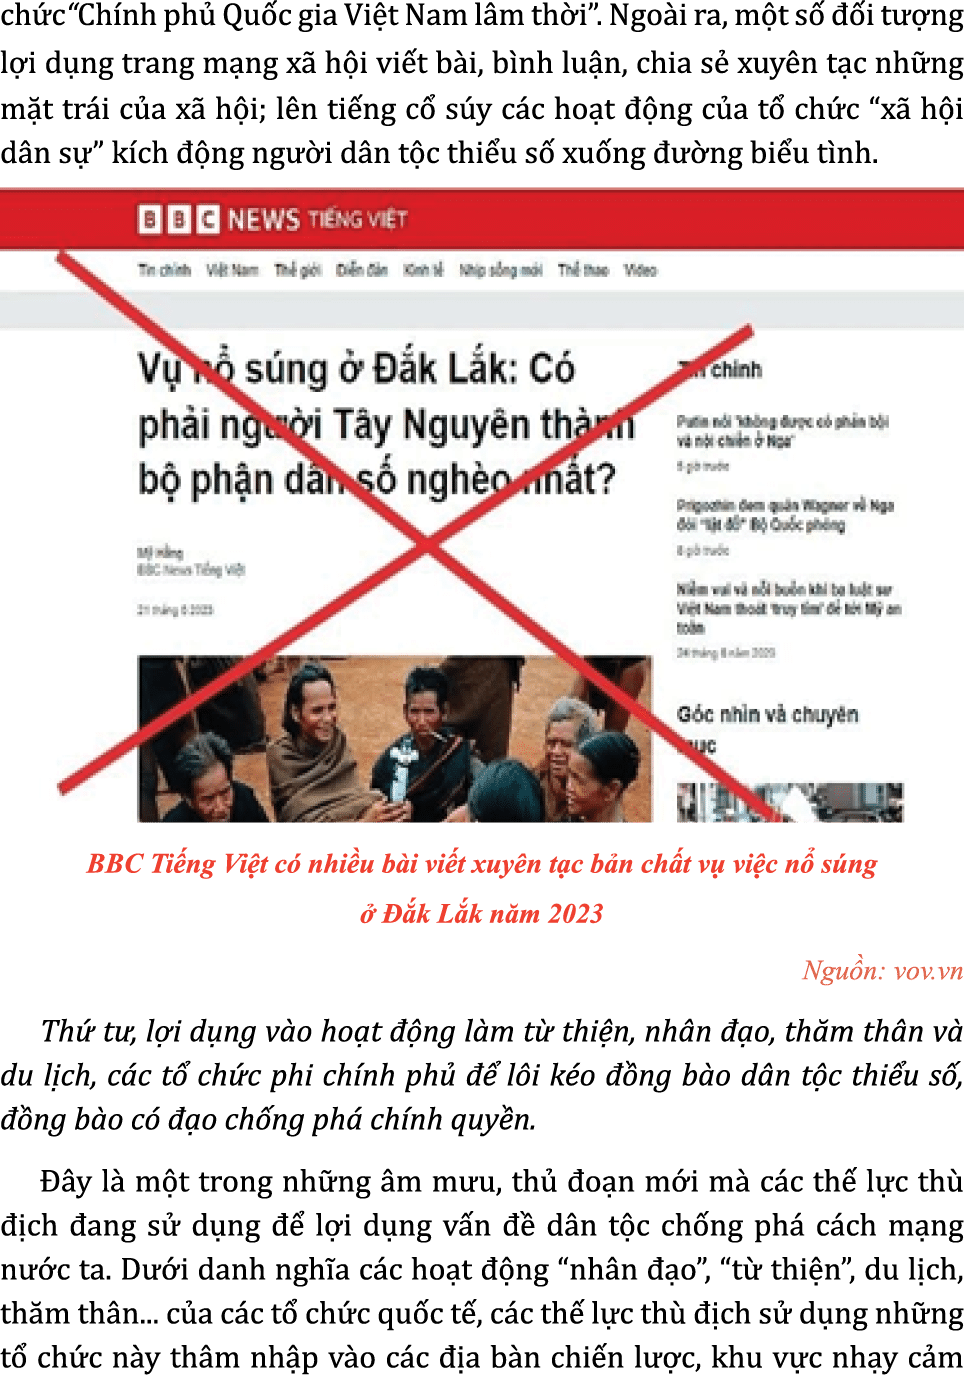 chức “Chính phủ Quốc gia Việt Nam lâm thời”. Ngoài ra, một số đối tượng
lợi dụng trang mạng xã hội viết bài, bình luận, chia sẻ xuyên tạc những
mặt trái của xã hội; lên tiếng cổ súy các hoạt động của tổ chức “xã hội
dân sự” kích động người dân tộc thiểu số xuống đường biểu tình.
BBC NEWS TIẾNG VIỆT
Tin chính Việt Nam Thế giới Diễn đàn Kinh tế Nhịp sống mới Thể thao Video
Vụ nổ súng ở Đắk Lắk: Có
phải người Tây Nguyên thành
bộ phận dân số nghèo nhất?
Mỹ Hằng
BBC News Tiếng Việt
21 tháng 6 2023
Tin chính
Putin nói 'không được có phản bội
và nội chiến ở Nga'
5 giờ trước
Prigozhin đem quân Wagner về Nga
đòi "lật đổ" Bộ Quốc phòng
8 giờ trước
Niềm vui và nỗi buồn khi ba luật sư
Việt Nam thoát 'truy tìm' để tới Mỹ an
toàn
24 tháng 6 năm 2023
Góc nhìn và chuyên
mục
BBC Tiếng Việt có nhiều bài viết xuyên tạc bản chất vụ việc nổ súng
ở Đắk Lắk năm 2023
Nguồn: vov.vn
Thứ tư, lợi dụng vào hoạt động làm từ thiện, nhân đạo, thăm thân và
du lịch, các tổ chức phi chính phủ để lôi kéo đồng bào dân tộc thiểu số,
đồng bào có đạo chống phá chính quyền.
Đây là một trong những âm mưu, thủ đoạn mới mà các thế lực thù
địch đang sử dụng để lợi dụng vấn đề dân tộc chống phá cách mạng
nước ta. Dưới danh nghĩa các hoạt động “nhân đạo”, “từ thiện”, du lịch,
thăm thân... của các tổ chức quốc tế, các thế lực thù địch sử dụng những
tổ chức này thâm nhập vào các địa bàn chiến lược, khu vực nhạy cảm